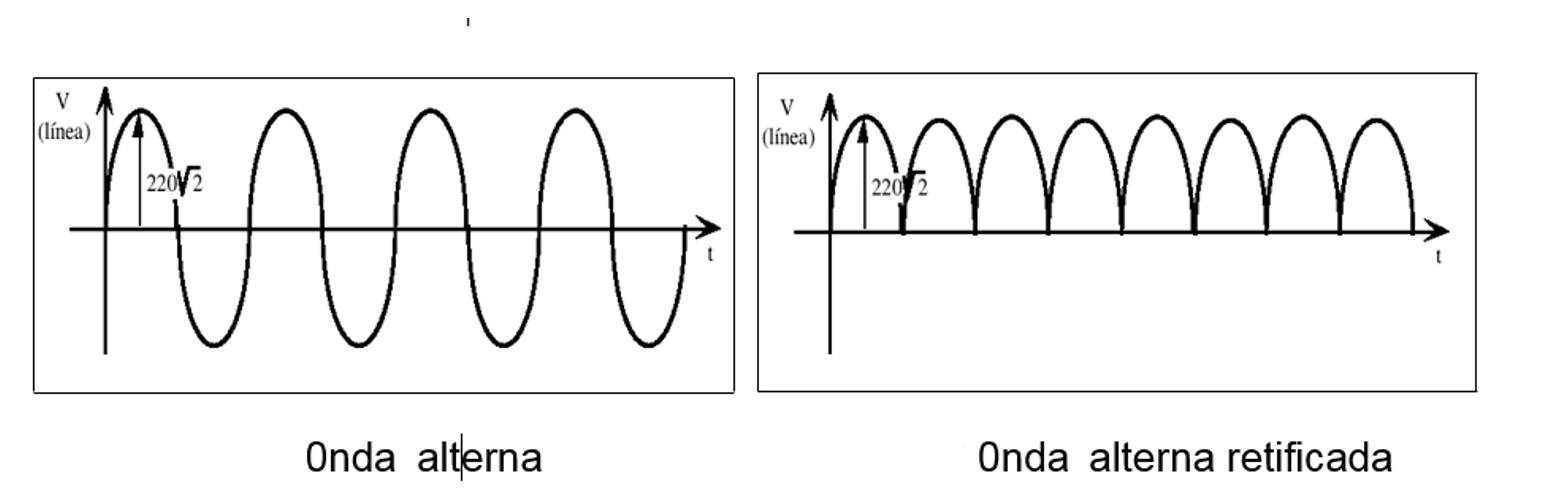 V
(línea)
220√2
t
V
(línea)
220√2
t
0nda alterna
0nda alterna retificada